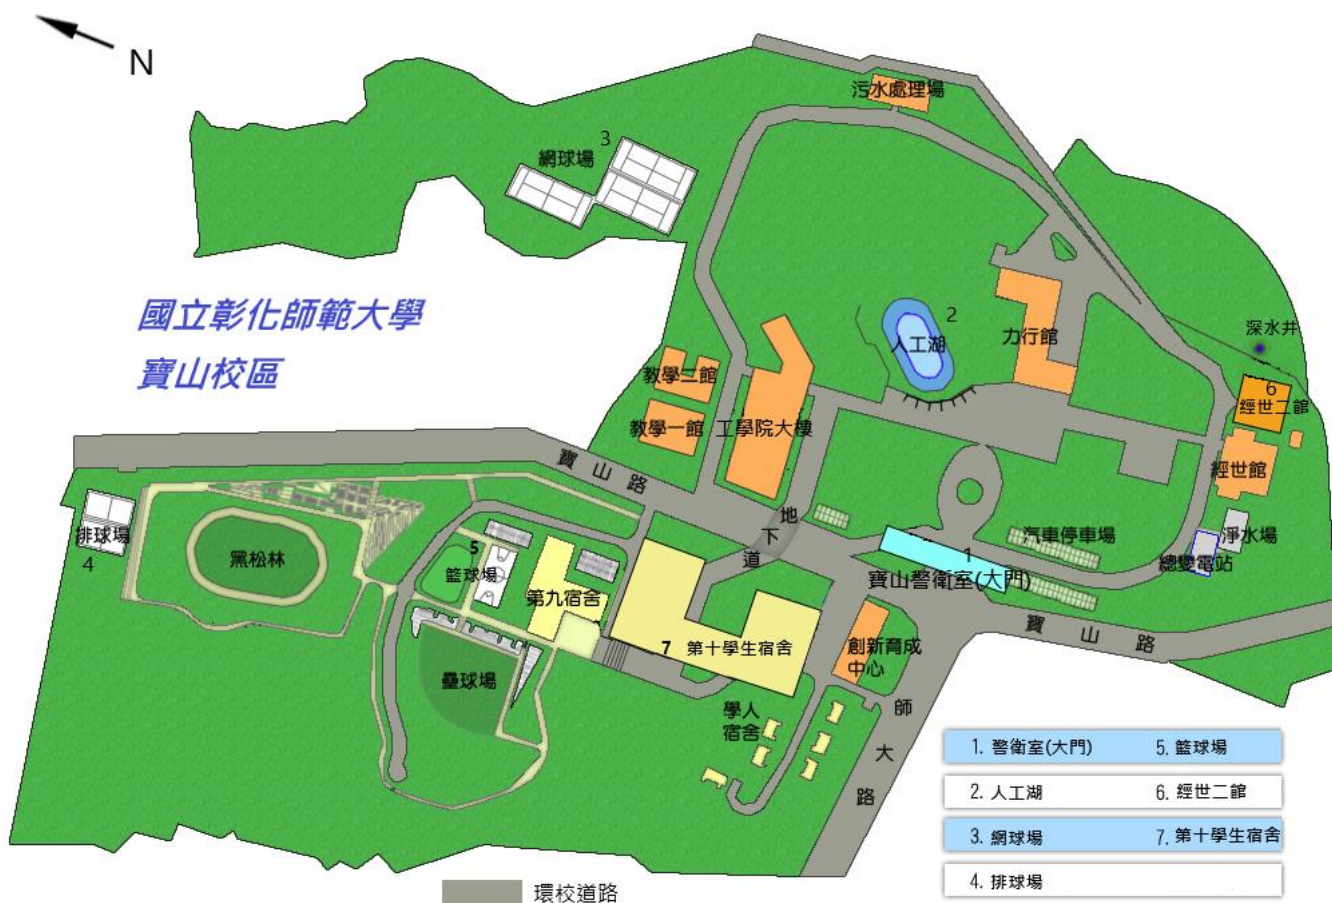 N
污水處理場
3
網球場
國立彰化師範大學
寶山校區
2
人工湖
力行館
深水井
6
經世二館
教學二館
教學一館
工學院大樓
經世館
寶山路
地下道
汽車停車場
淨水場
總變電站
1
寶山警衛室(大門)
排球場
4
黑松林
5
籃球場
第九宿舍
7 第十學生宿舍
創新育成
中心
寶山路
壘球場
學人
宿舍
師大路
1. 警衛室(大門) 5. 籃球場
2. 人工湖 6. 經世二館
3. 網球場 7. 第十學生宿舍
4. 排球場
環校道路